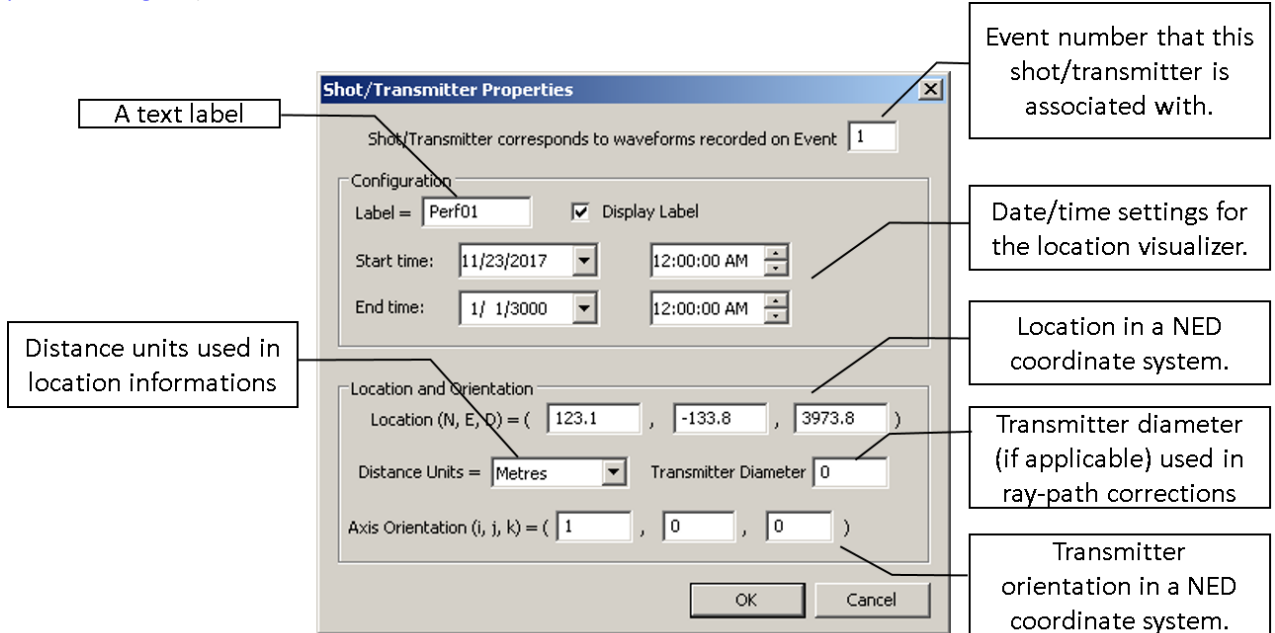 Event number that this
shot/transmitter is
associated with.
Shot/Transmitter Properties
A text label
Shot/Transmitter corresponds to waveforms recorded on Event 1
Configuration
Label = Perf01 Display Label
Date/time settings for
the location visualizer.
Start time: 11/23/2017 12:00:00 AM
End time: 1/ 1/3000 12:00:00 AM
Location in a NED
coordinate system.
Distance units used in
location informations
Location and Orientation
Location (N, E, D) = ( 123.1 , -133.8 , 3973.8 )
Transmitter diameter
(if applicable) used in
ray-path corrections
Distance Units = Metres Transmitter Diameter 0
Axis Orientation (i, j, k) = ( 1 , 0 , 0 )
Transmitter
orientation in a NED
coordinate system.
OK Cancel